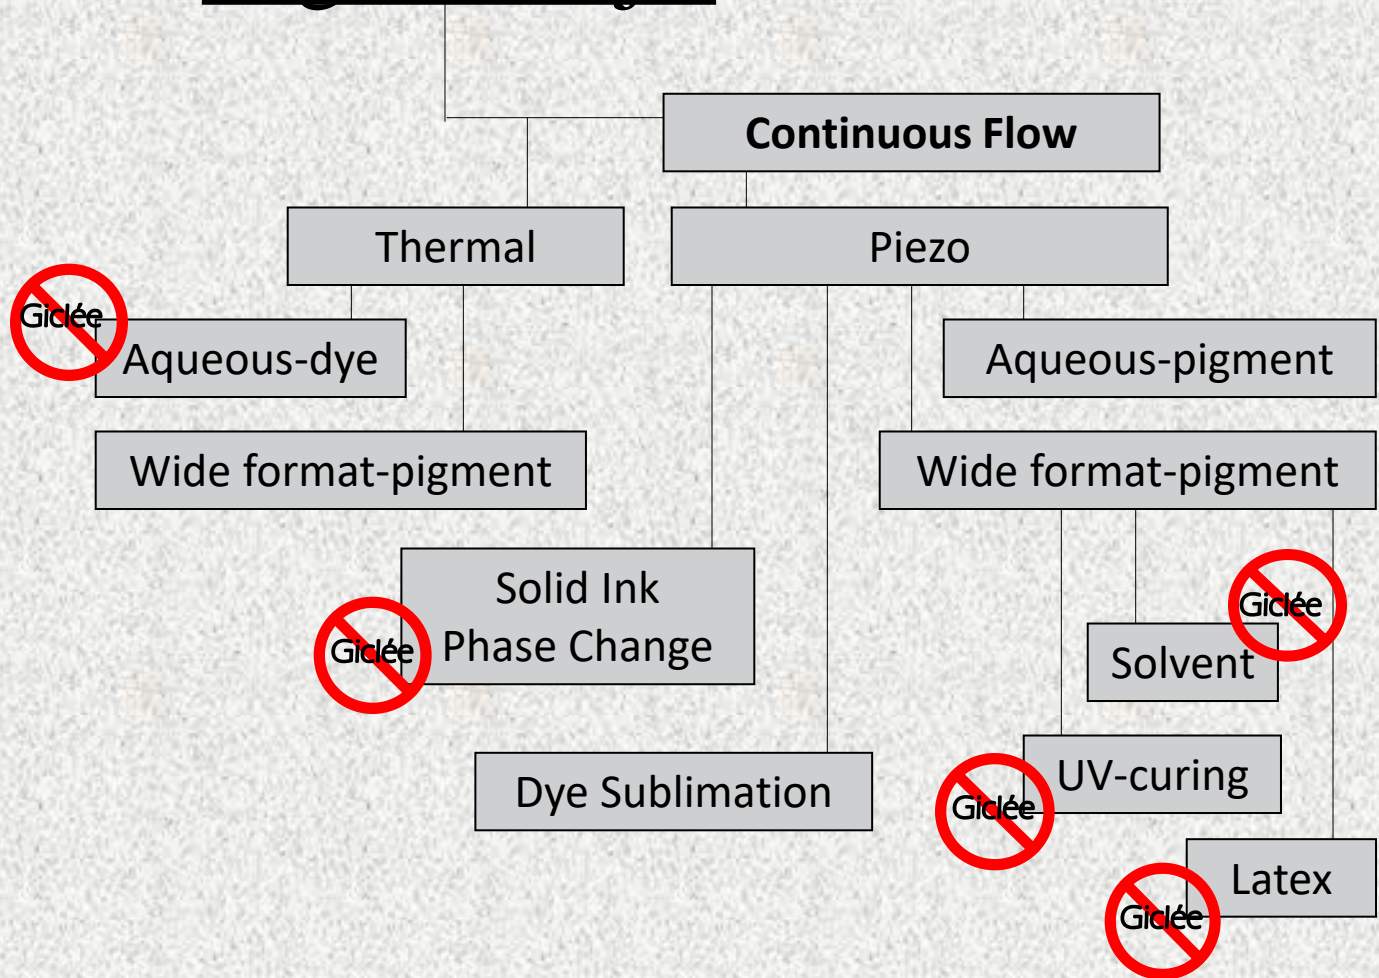 Continuous Flow
Thermal
Piezo
Giclée
Aqueous-dye
Aqueous-pigment
Wide format-pigment
Wide format-pigment
Solid Ink
Phase Change
Giclée
Giclée
Solvent
Dye Sublimation
UV-curing
Giclée
Latex
Giclée